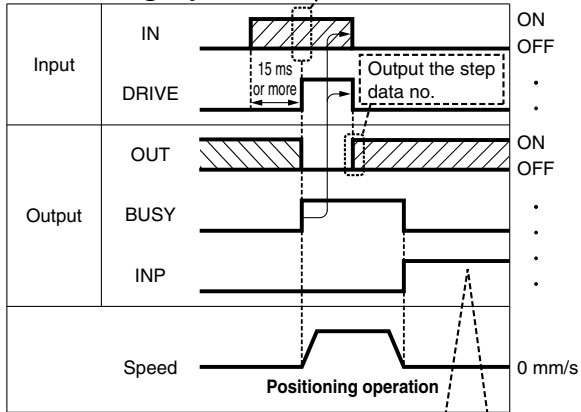 IN
ON
OFF
Input
15 ms
or more
Output the step
data no.
DRIVE
OUT
ON
OFF
Output
BUSY
INP
Speed
0 mm/s
Positioning operation